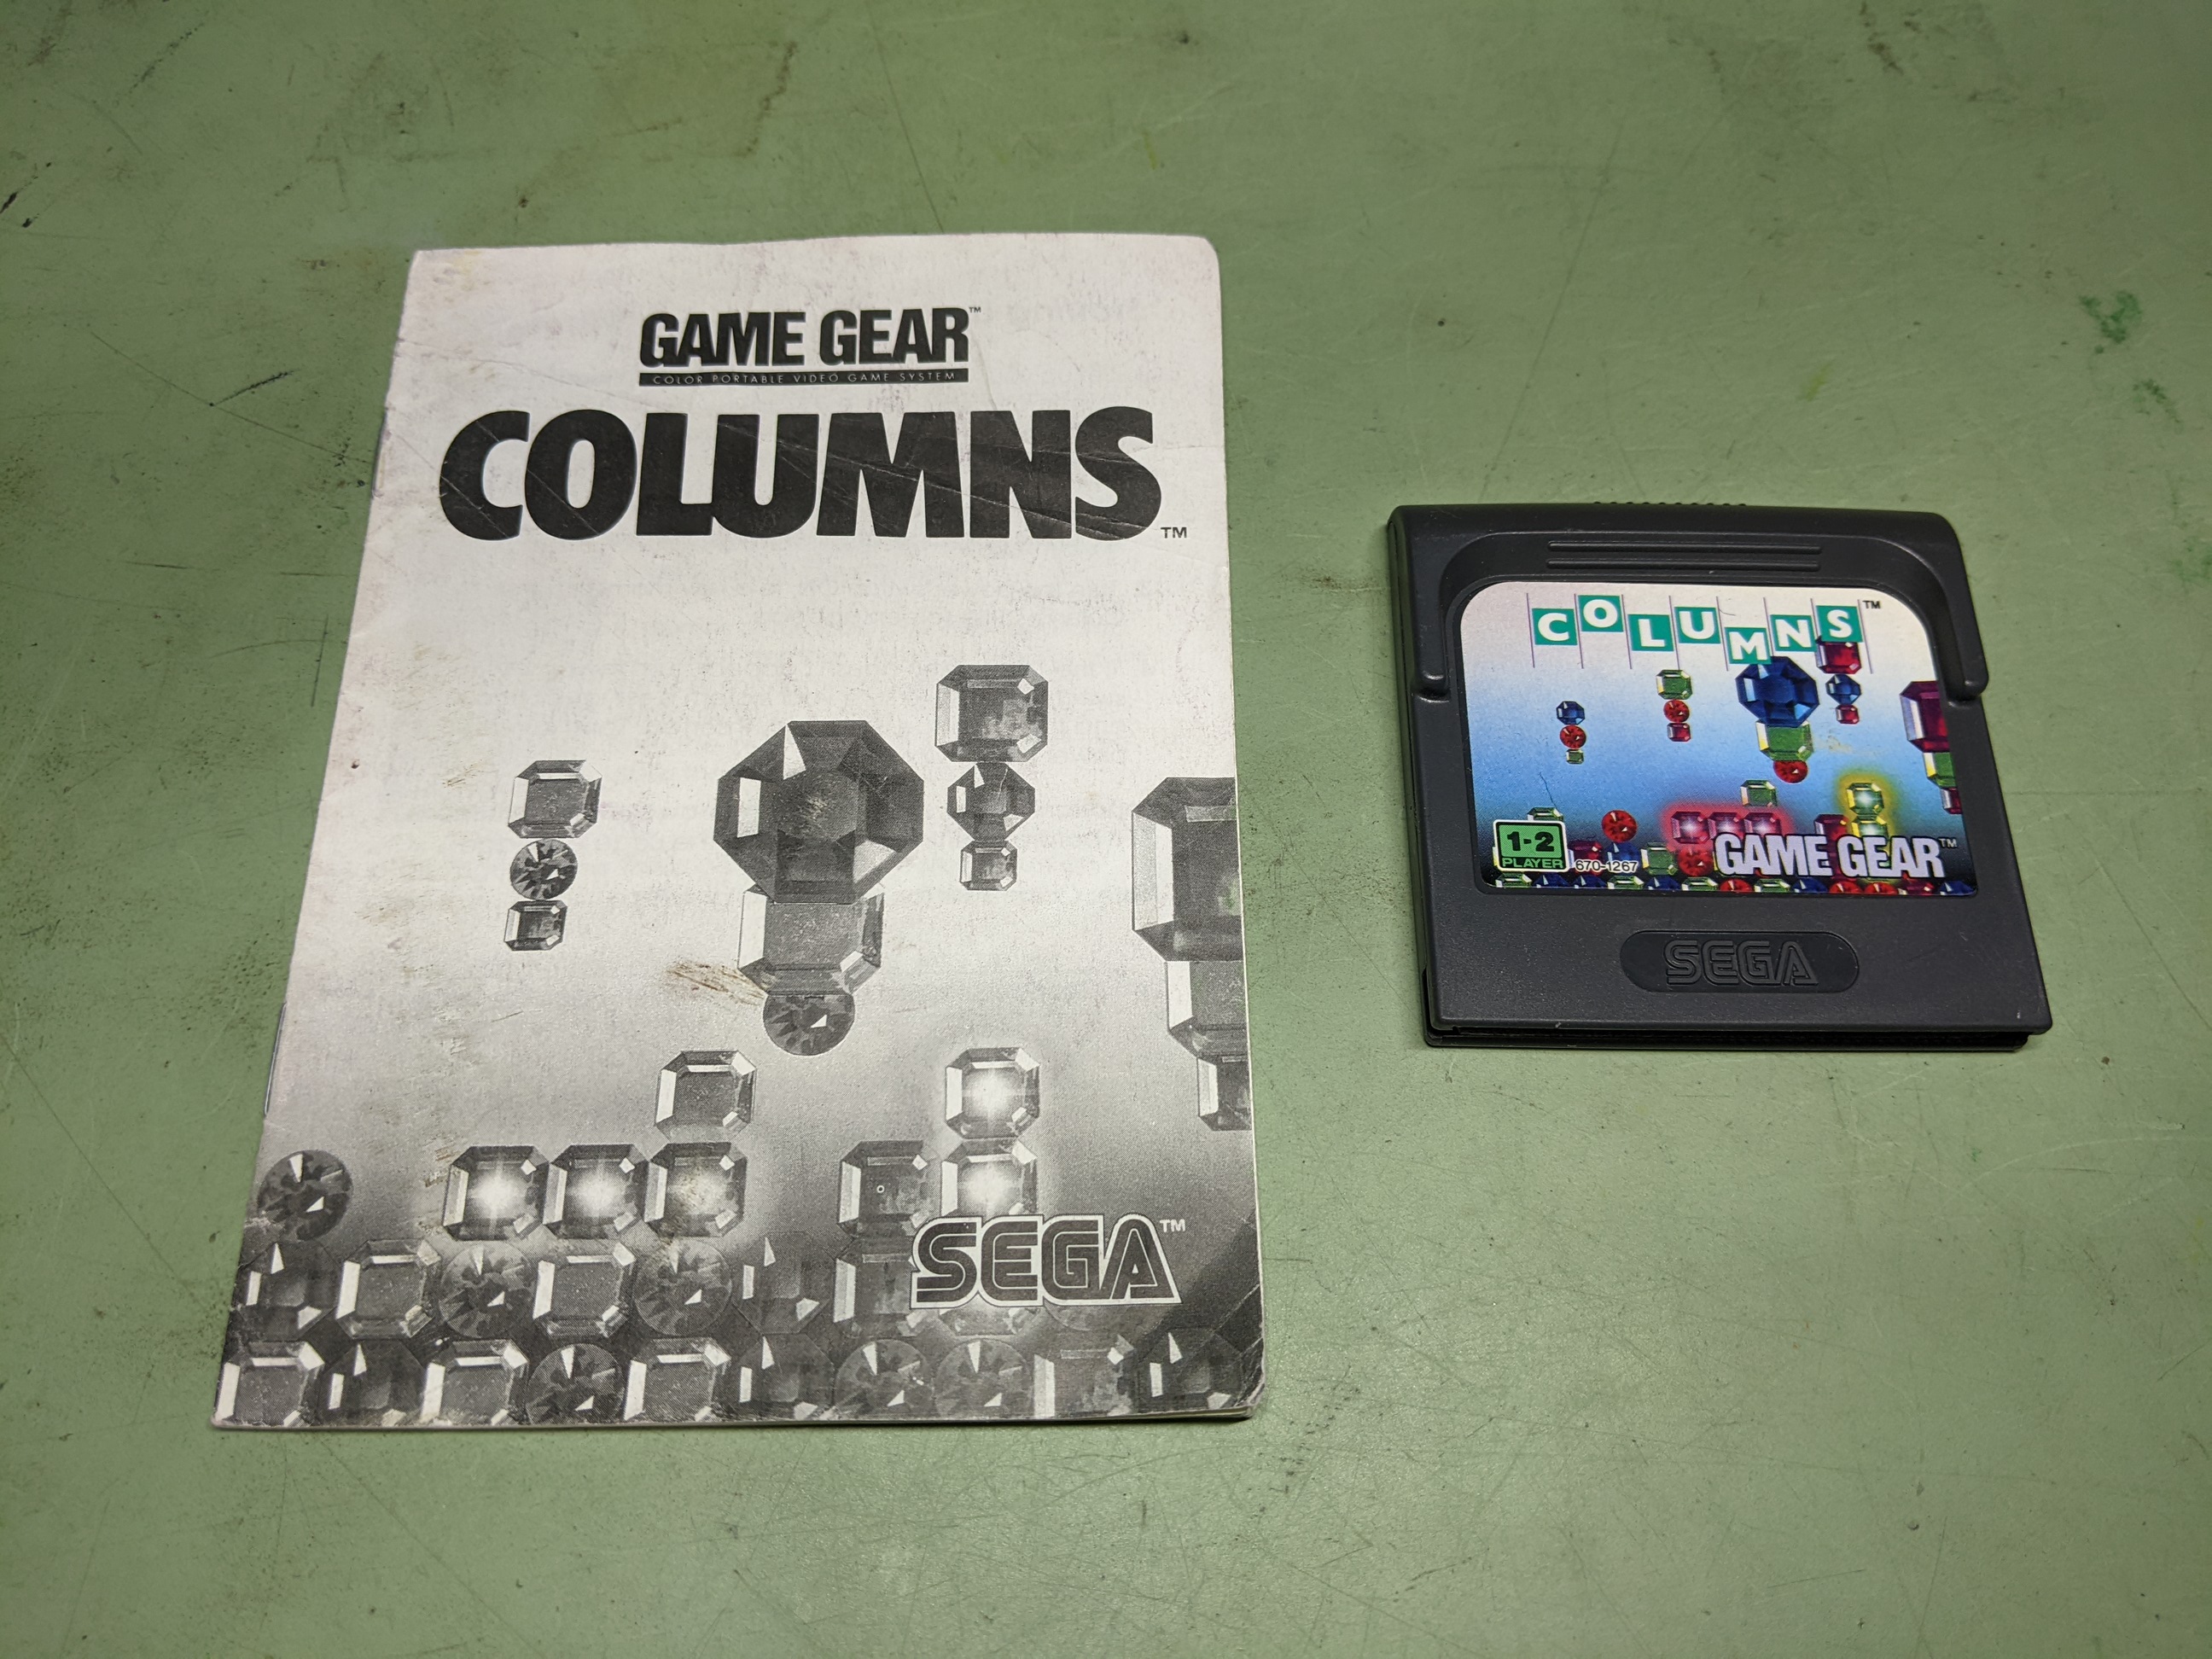 GAME GEAR™
COLOR PORTABLE VIDEO GAME SYSTEM
COLUMNS™
SEGA™
COLUMNS™
1-2
PLAYER
670-1267
GAME GEAR™
SEGA